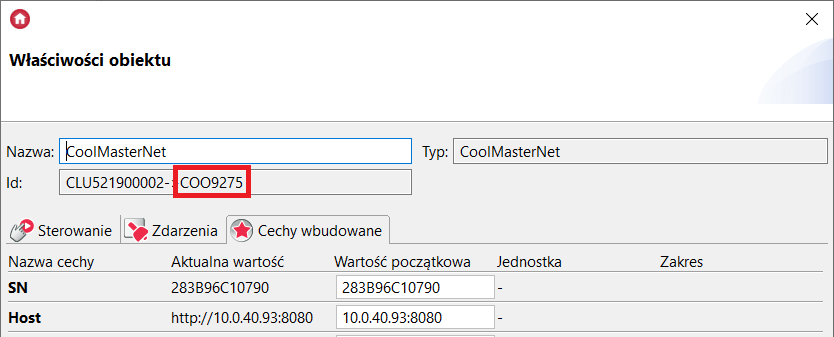 Właściwości obiektu
Nazwa: CoolMasterNet Typ: CoolMasterNet
Id: CLU521900002->COO9275
Sterowanie Zdarzenia Cechy wbudowane
Nazwa cechy Aktualna wartość Wartość początkowa Jednostka Zakres
SN 283B96C10790 283B96C10790 -
Host http://10.0.40.93:8080 10.0.40.93:8080 -